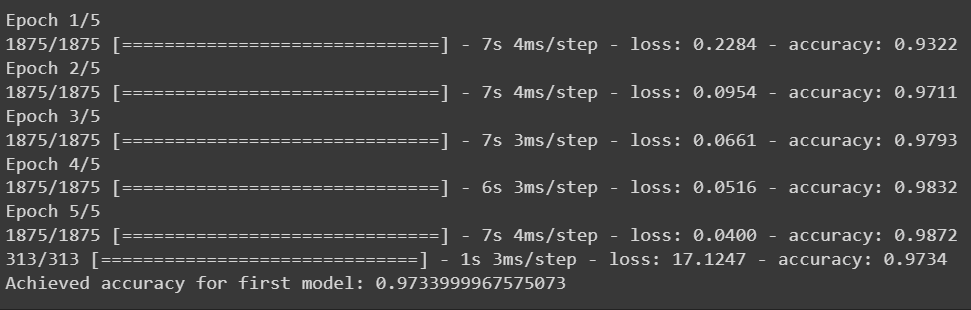 Epoch 1/5
1875/1875 [==============================] - 7s 4ms/step - loss: 0.2284 - accuracy: 0.9322
Epoch 2/5
1875/1875 [==============================] - 7s 4ms/step - loss: 0.0954 - accuracy: 0.9711
Epoch 3/5
1875/1875 [==============================] - 7s 3ms/step - loss: 0.0661 - accuracy: 0.9793
Epoch 4/5
1875/1875 [==============================] - 6s 3ms/step - loss: 0.0516 - accuracy: 0.9832
Epoch 5/5
1875/1875 [==============================] - 7s 4ms/step - loss: 0.0400 - accuracy: 0.9872
313/313 [==============================] - 1s 3ms/step - loss: 17.1247 - accuracy: 0.9734
Achieved accuracy for first model: 0.9733999967575073